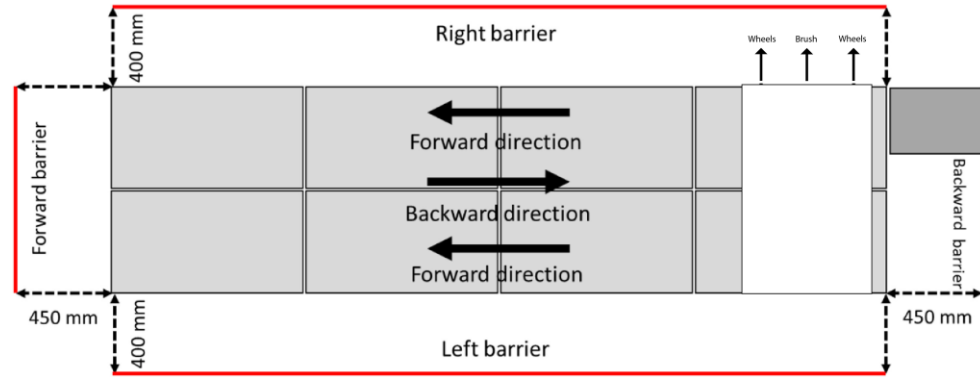 Right barrier
400 mm
Wheels
Brush
Wheels
Forward barrier
Forward direction
Backward direction
Forward direction
Backward barrier
450 mm
400 mm
Left barrier
450 mm